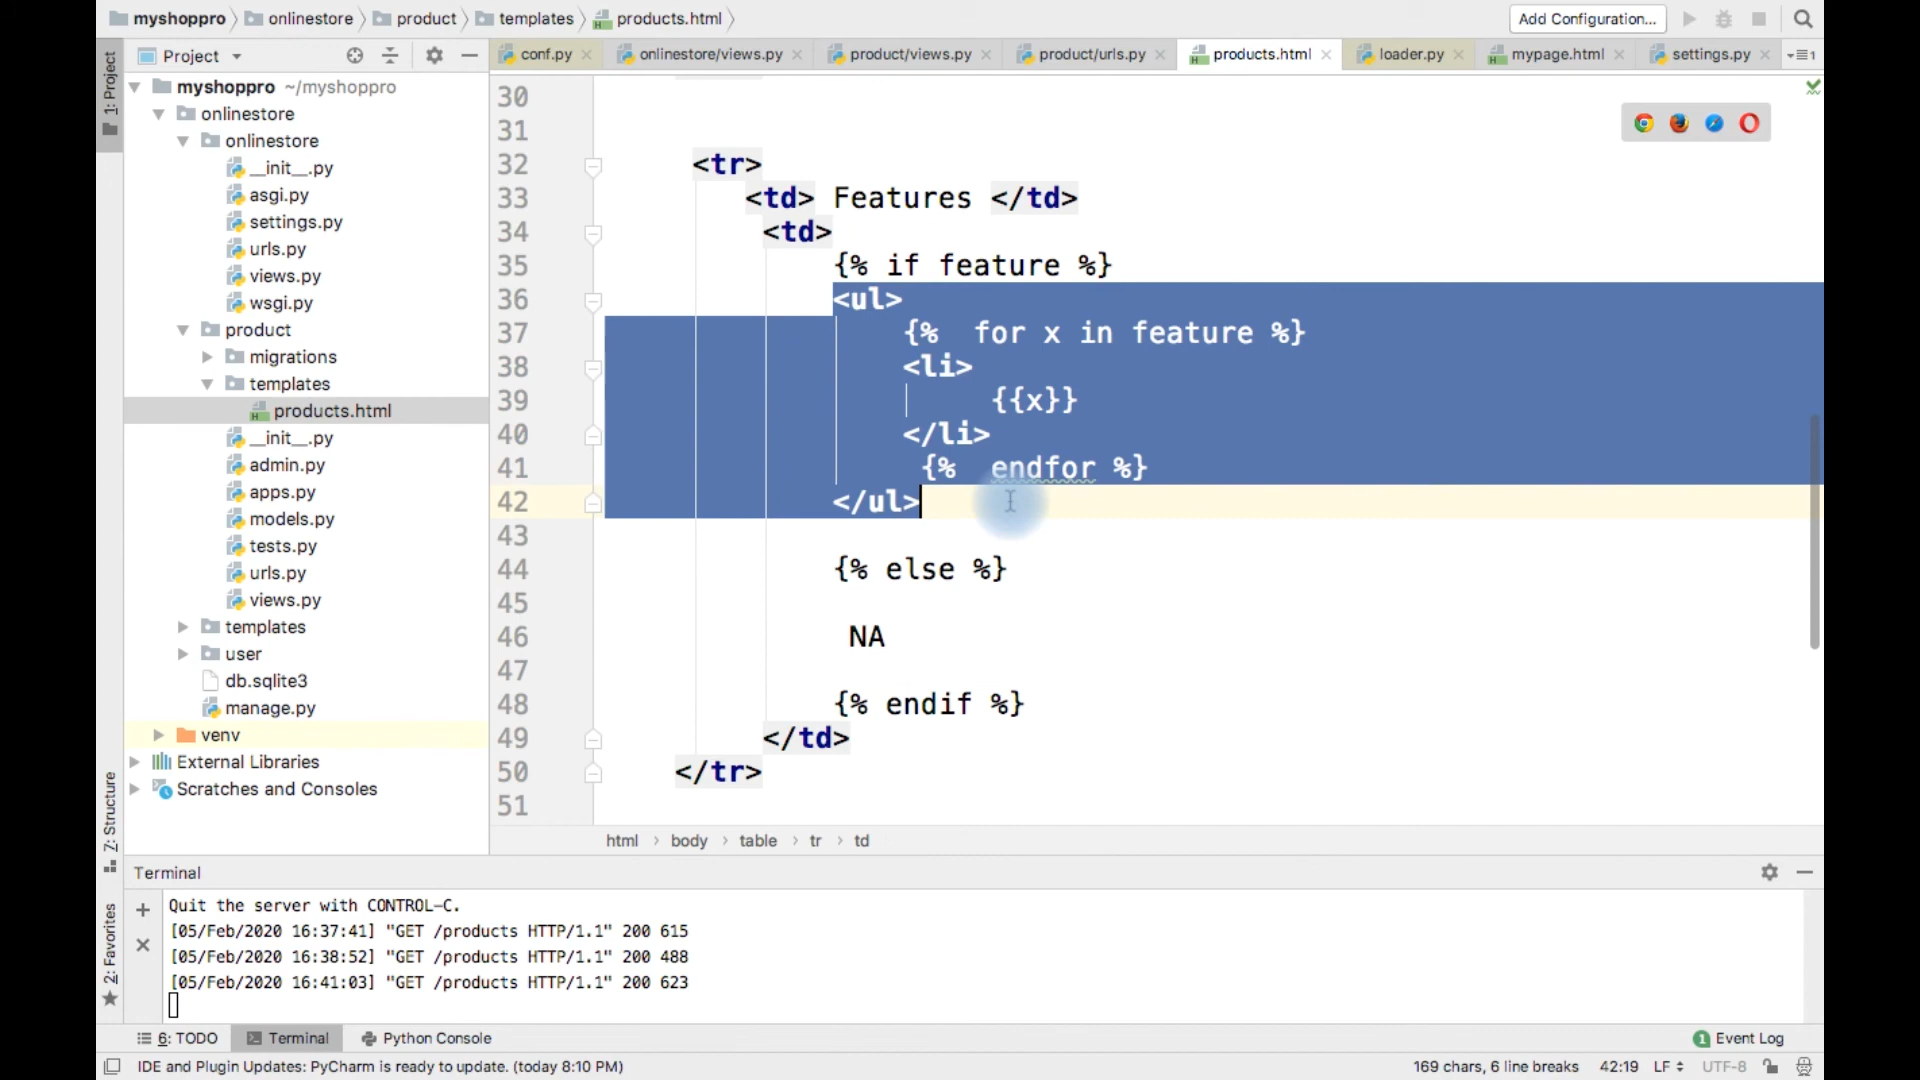 myshoppro onlinestore product templates products.html Add Configuration...
1: Project
Project
conf.py onlinestore/views.py product/views.py product/urls.py products.html loader.py mypage.html settings.py 1
myshoppro ~/myshoppro
onlinestore
onlinestore
__init__.py
asgi.py
settings.py
urls.py
views.py
wsgi.py
product
migrations
templates
products.html
__init__.py
admin.py
apps.py
models.py
tests.py
urls.py
views.py
templates
user
db.sqlite3
manage.py
venv
External Libraries
Scratches and Consoles
30
31
32 <tr>
33 <td> Features </td>
34 <td>
35 {% if feature %}
36 <ul>
37 {%  for x in feature %}
38 <li>
39 {{x}}
40 </li>
41 {%  endfor %}
42 </ul>
43
44 {% else %}
45
46 NA
47
48 {% endif %}
49 </td>
50 </tr>
51
html body table tr td
Z: Structure
2: Favorites
Terminal
Quit the server with CONTROL-C.
[05/Feb/2020 16:37:41] "GET /products HTTP/1.1" 200 615
[05/Feb/2020 16:38:52] "GET /products HTTP/1.1" 200 488
[05/Feb/2020 16:41:03] "GET /products HTTP/1.1" 200 623
6: TODO Terminal Python Console 1 Event Log
IDE and Plugin Updates: PyCharm is ready to update. (today 8:10 PM) 169 chars, 6 line breaks 42:19 LF UTF-8